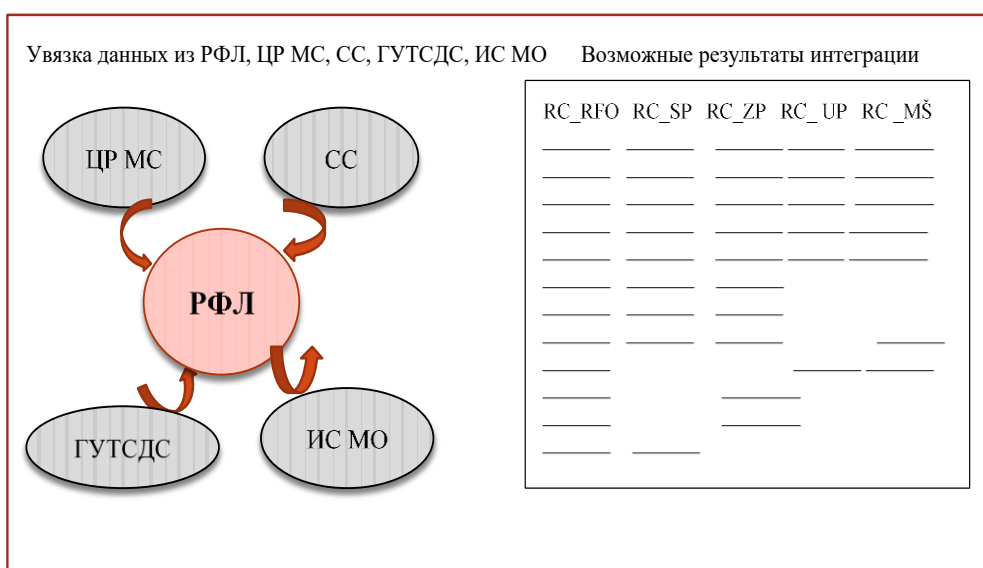 Увязка данных из РФЛ, ЦР МС, СС, ГУТСДС, ИС МО
Возможные результаты интеграции
ЦР МС
СС
РФЛ
ГУТСДС
ИС МО
RC_RFO RC_SP RC_ZP RC_ UP RC _MŠ